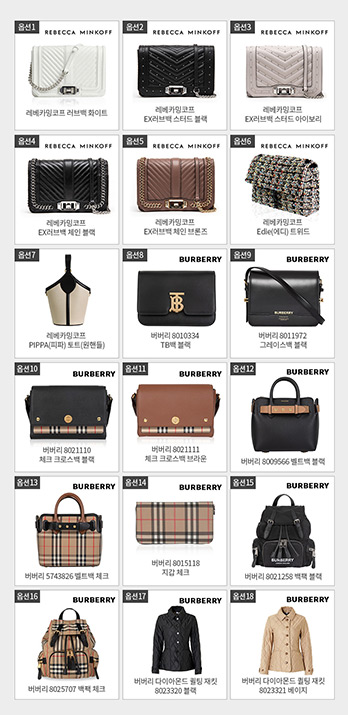 옵션1
REBECCA MINKOFF
레베카밍코프 러브백 화이트
옵션2
REBECCA MINKOFF
레베카밍코프
EX러브백 스터드 블랙
옵션3
REBECCA MINKOFF
레베카밍코프
EX러브백 스터드 아이보리
옵션4
REBECCA MINKOFF
레베카밍코프
EX러브백 체인 블랙
옵션5
REBECCA MINKOFF
레베카밍코프
EX러브백 체인 브론즈
옵션6
REBECCA MINKOFF
레베카밍코프
Edie(에디) 트위드
옵션7
레베카밍코프
PIPPA(피파) 토트(원핸들)
옵션8
BURBERRY
버버리 8010334
TB백 블랙
옵션9
BURBERRY
버버리 8011972
그레이스백 블랙
옵션10
BURBERRY
버버리 8021110
체크 크로스백 블랙
옵션11
BURBERRY
버버리 8021111
체크 크로스백 브라운
옵션12
BURBERRY
버버리 8009566 벨트백 블랙
옵션13
BURBERRY
버버리 5743826 벨트백 체크
옵션14
BURBERRY
버버리 8015118
지갑 체크
옵션15
BURBERRY
BURBERRY
버버리 8021258 백팩 블랙
옵션16
BURBERRY
버버리 8025707 백팩 체크
옵션17
BURBERRY
버버리 다이아몬드 퀼팅 재킷
8023320 블랙
옵션18
BURBERRY
버버리 다이아몬드 퀼팅 재킷
8023321 베이지